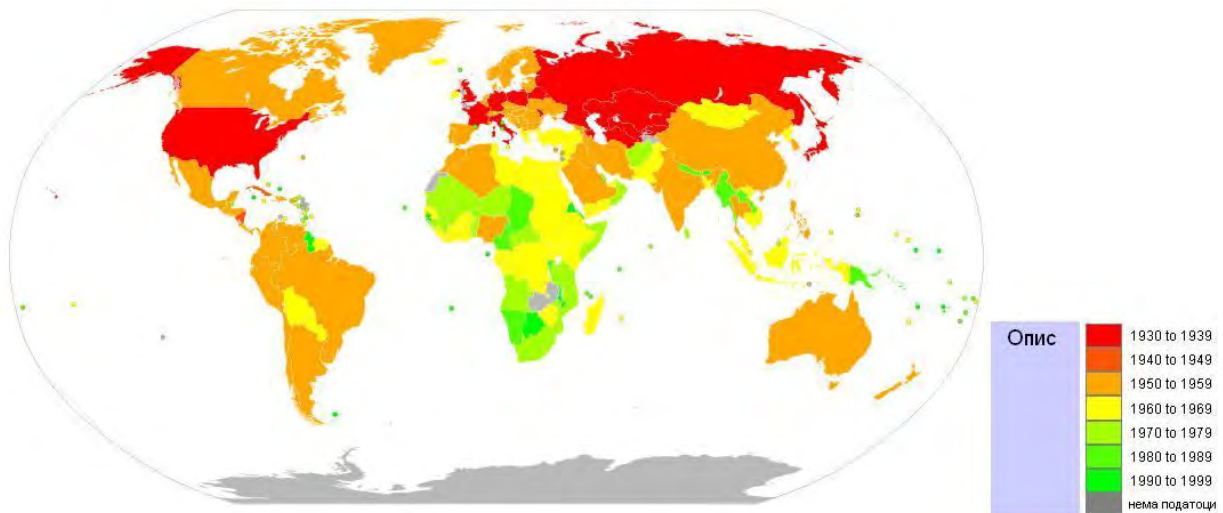 Опис
1930 to 1939
1940 to 1949
1950 to 1959
1960 to 1969
1970 to 1979
1980 to 1989
1990 to 1999
нема податоци